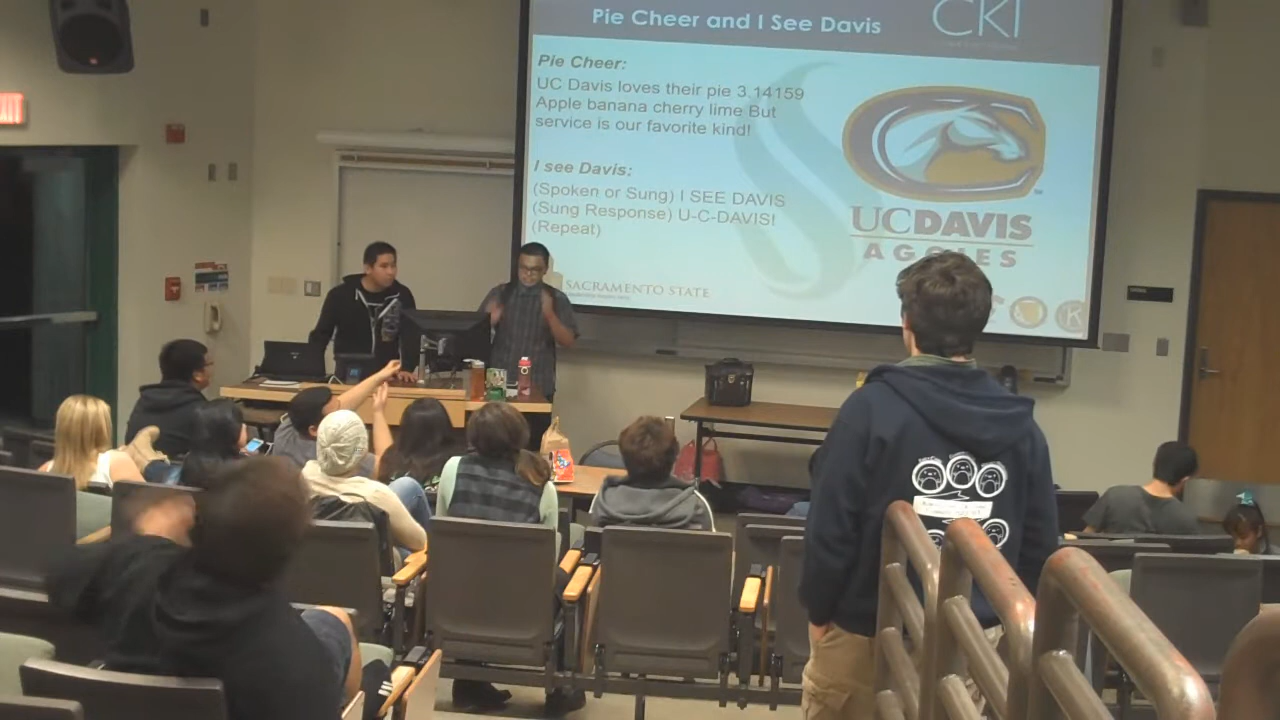 Pie Cheer and I See Davis
CKI
Pie Cheer:
UC Davis loves their pie 3.14159
Apple banana cherry lime But
service is our favorite kind!
I see Davis:
(Spoken or Sung) I SEE DAVIS
(Sung Response) U-C-DAVIS!
(Repeat)
UCDAVIS
SACRAMENTO STATE